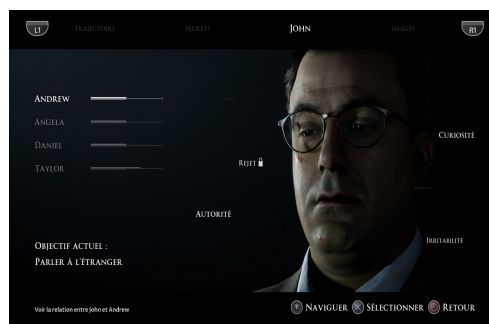 L1
TRAJECTOIRE
SECRETS
JOHN
IMAGES
R1
ANDREW
ANGELA
DANIEL
TAYLOR
CURIOSITÉ
REJET
AUTORITÉ
IRRITABILITÉ
OBJECTIF ACTUEL :
PARLER À L'ÉTRANGER
Voir la relation entre John et Andrew
NAVIGUER
SÉLECTIONNER
RETOUR